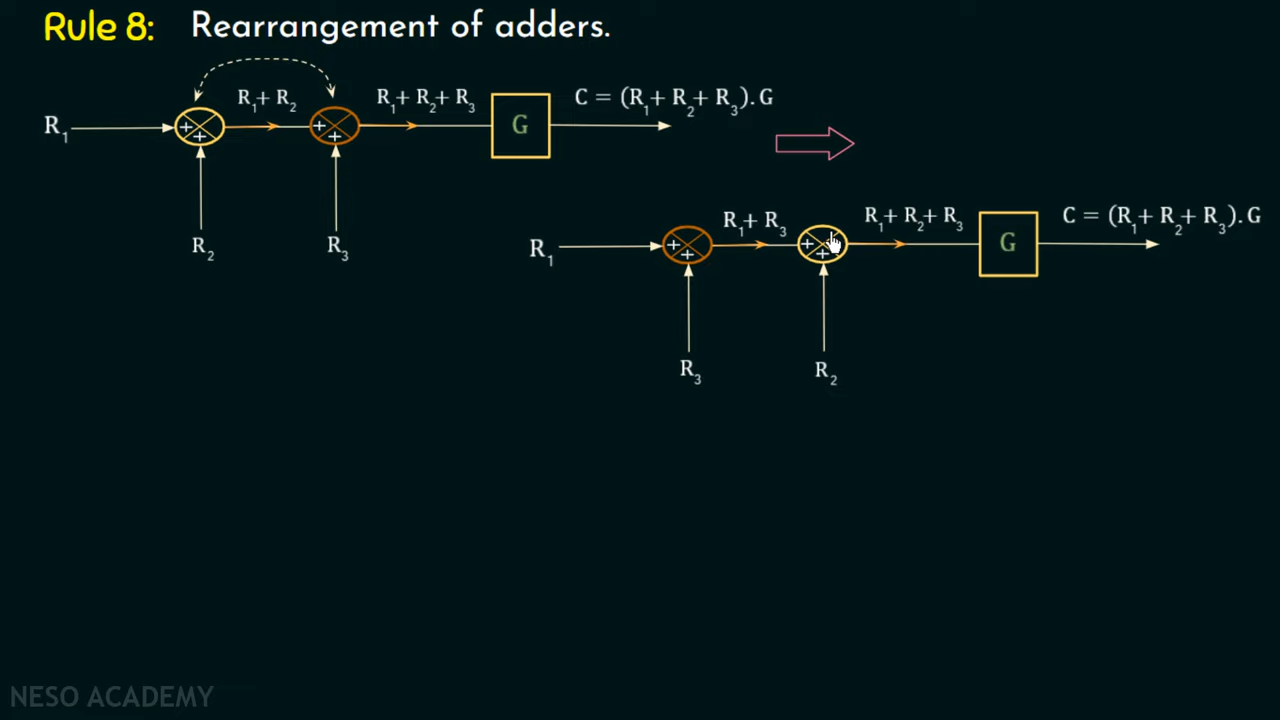 Rule 8: Rearrangement of adders.
R₁ + + R₁+ R₂ + + R₁+ R₂+ R₃ G C = (R₁+ R₂+ R₃).G
R₂ R₃
R₁ + + R₁+ R₃ + + R₁+ R₂+ R₃ G C = (R₁+ R₂+ R₃).G
R₃ R₂
NESO ACADEMY